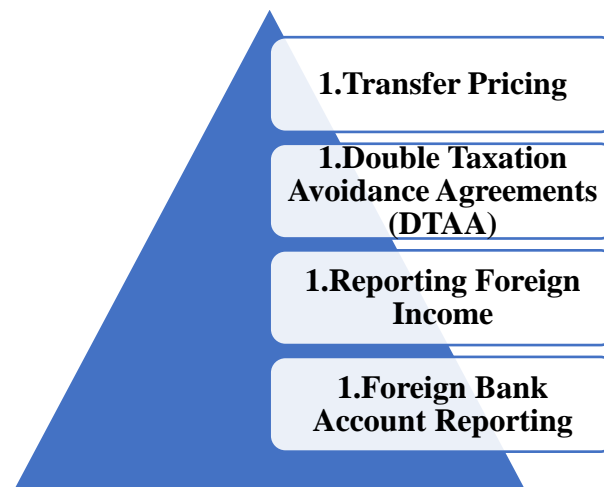 1.Transfer Pricing
1.Double Taxation
Avoidance Agreements
(DTAA)
1.Reporting Foreign
Income
1.Foreign Bank
Account Reporting